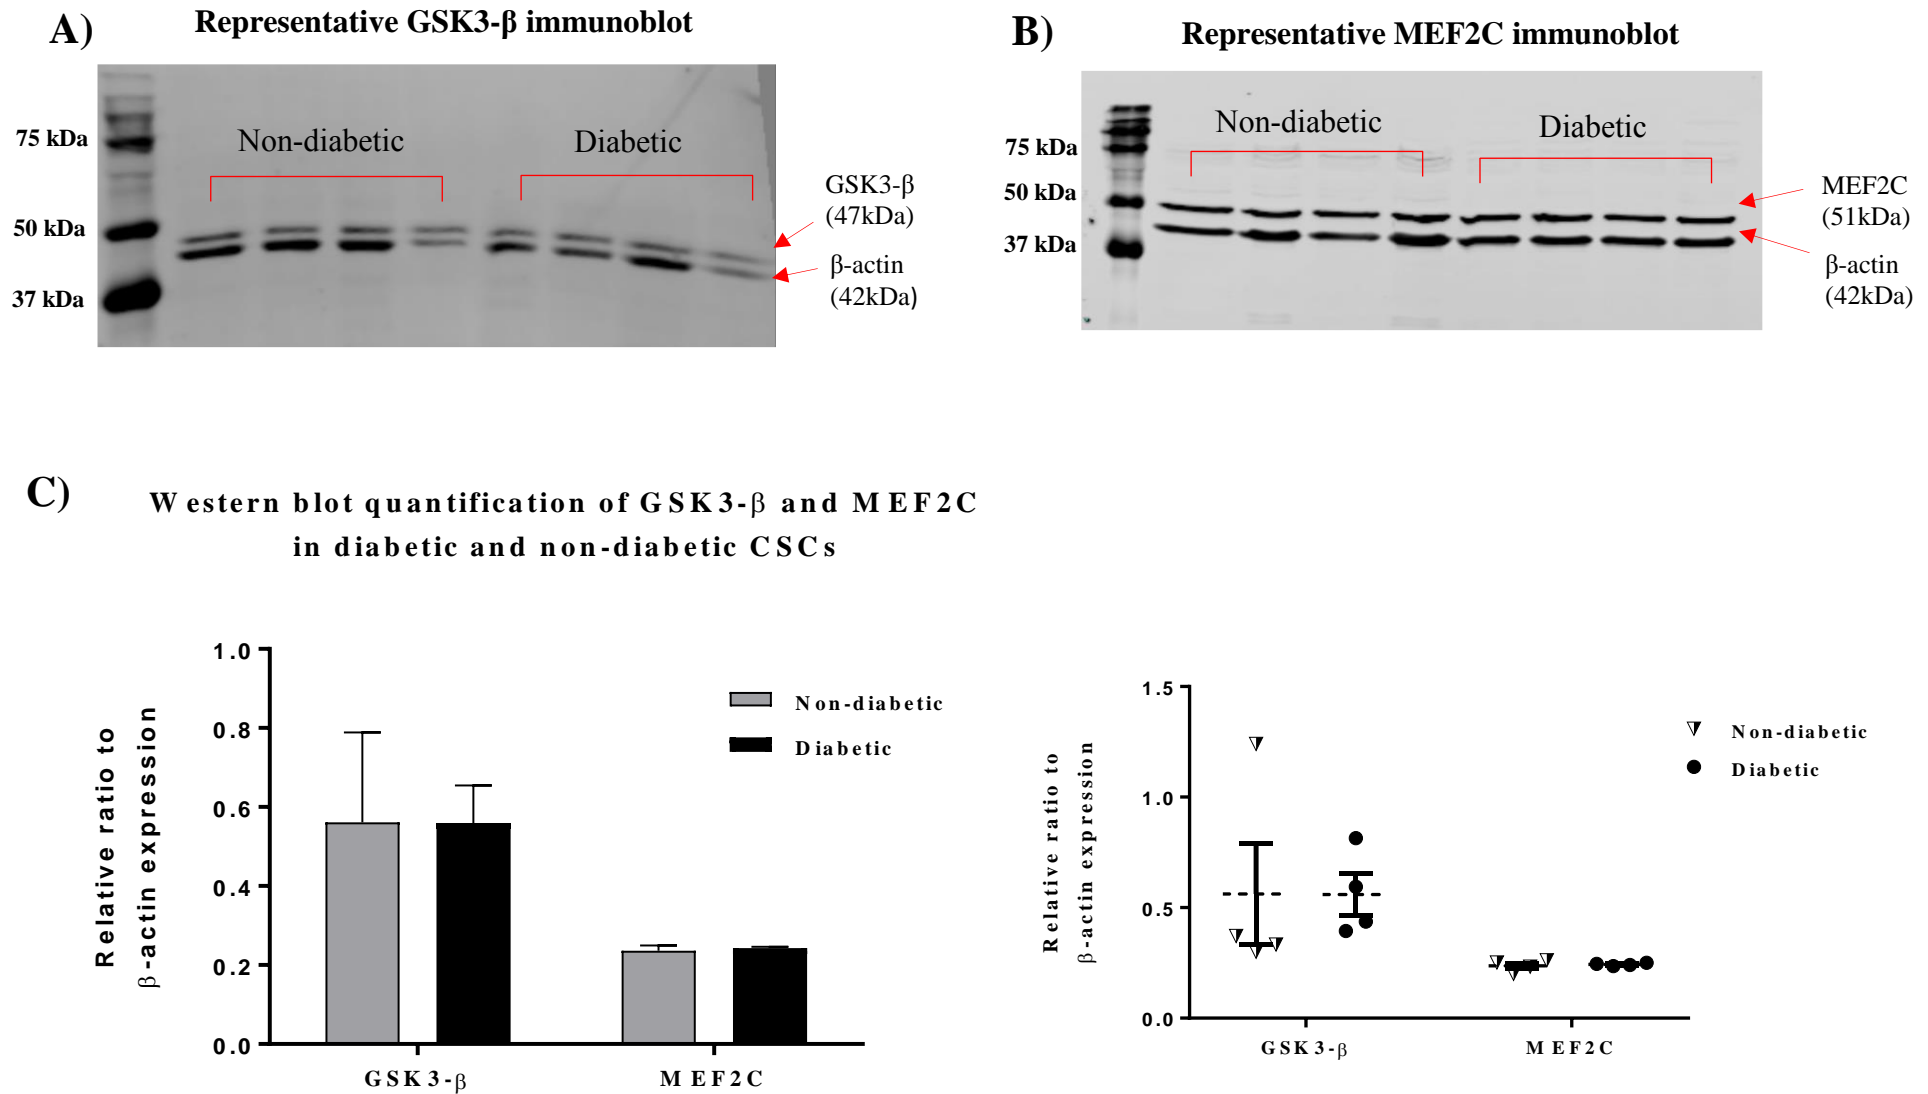 A)
Representative GSK3-β immunoblot
75 kDa
50 kDa
37 kDa
Non-diabetic
Diabetic
GSK3-β
(47kDa)
β-actin
(42kDa)
B)
Representative MEF2C immunoblot
75 kDa
50 kDa
37 kDa
Non-diabetic
Diabetic
MEF2C
(51kDa)
β-actin
(42kDa)
C)
Western blot quantification of GSK3-β and MEF2C
in diabetic and non-diabetic CSCs
Relative ratio to
β-actin expression
1.0
0.8
0.6
0.4
0.2
0.0
GSK3-β
MEF2C
Non-diabetic
Diabetic
Relative ratio to
β-actin expression
1.5
1.0
0.5
0.0
GSK3-β
MEF2C
Non-diabetic
Diabetic